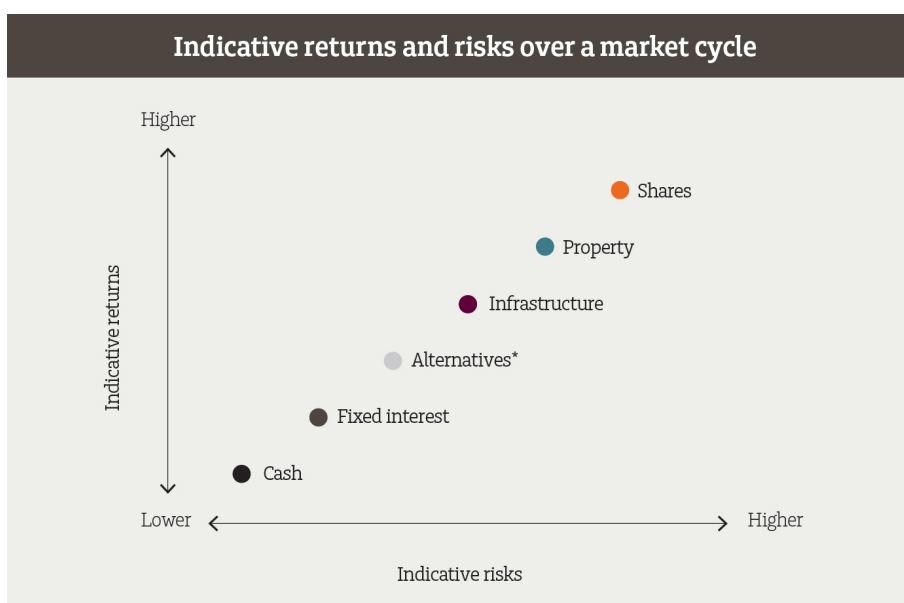 Indicative returns and risks over a market cycle
Higher
Shares
Property
Infrastructure
Indicative returns
Alternatives*
Fixed interest
Cash
Lower
Higher
Indicative risks